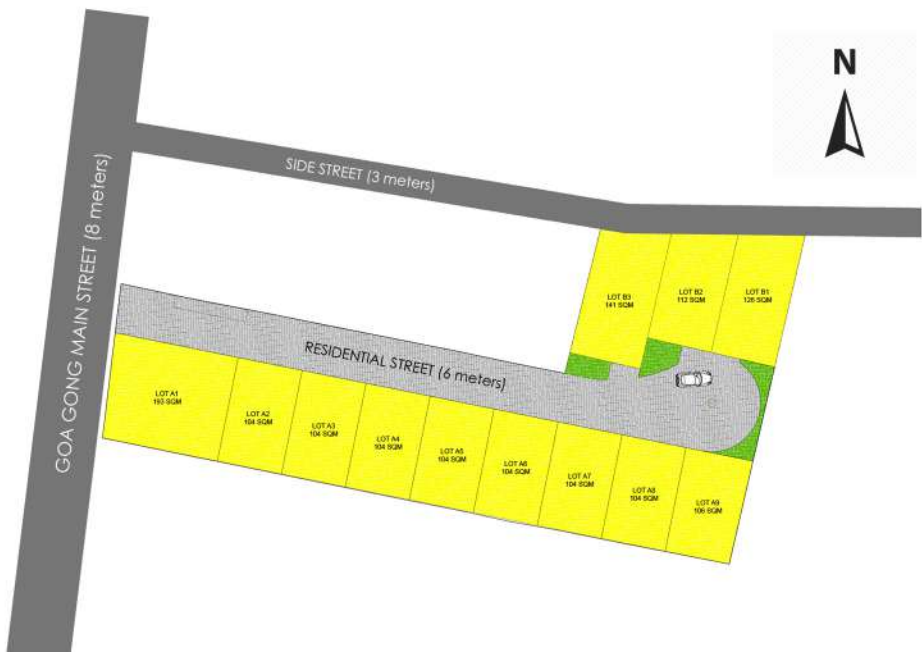 N
SIDE STREET (3 meters)
GOA GONG MAIN STREET (8 meters)
LOT B3
141 SQM
LOT B2
112 SQM
LOT B1
126 SQM
RESIDENTIAL STREET (6 meters)
LOT A1
193 SQM
LOT A2
104 SQM
LOT A3
104 SQM
LOT A4
104 SQM
LOT A5
104 SQM
LOT A6
104 SQM
LOT A7
104 SQM
LOT A8
104 SQM
LOT A9
106 SQM